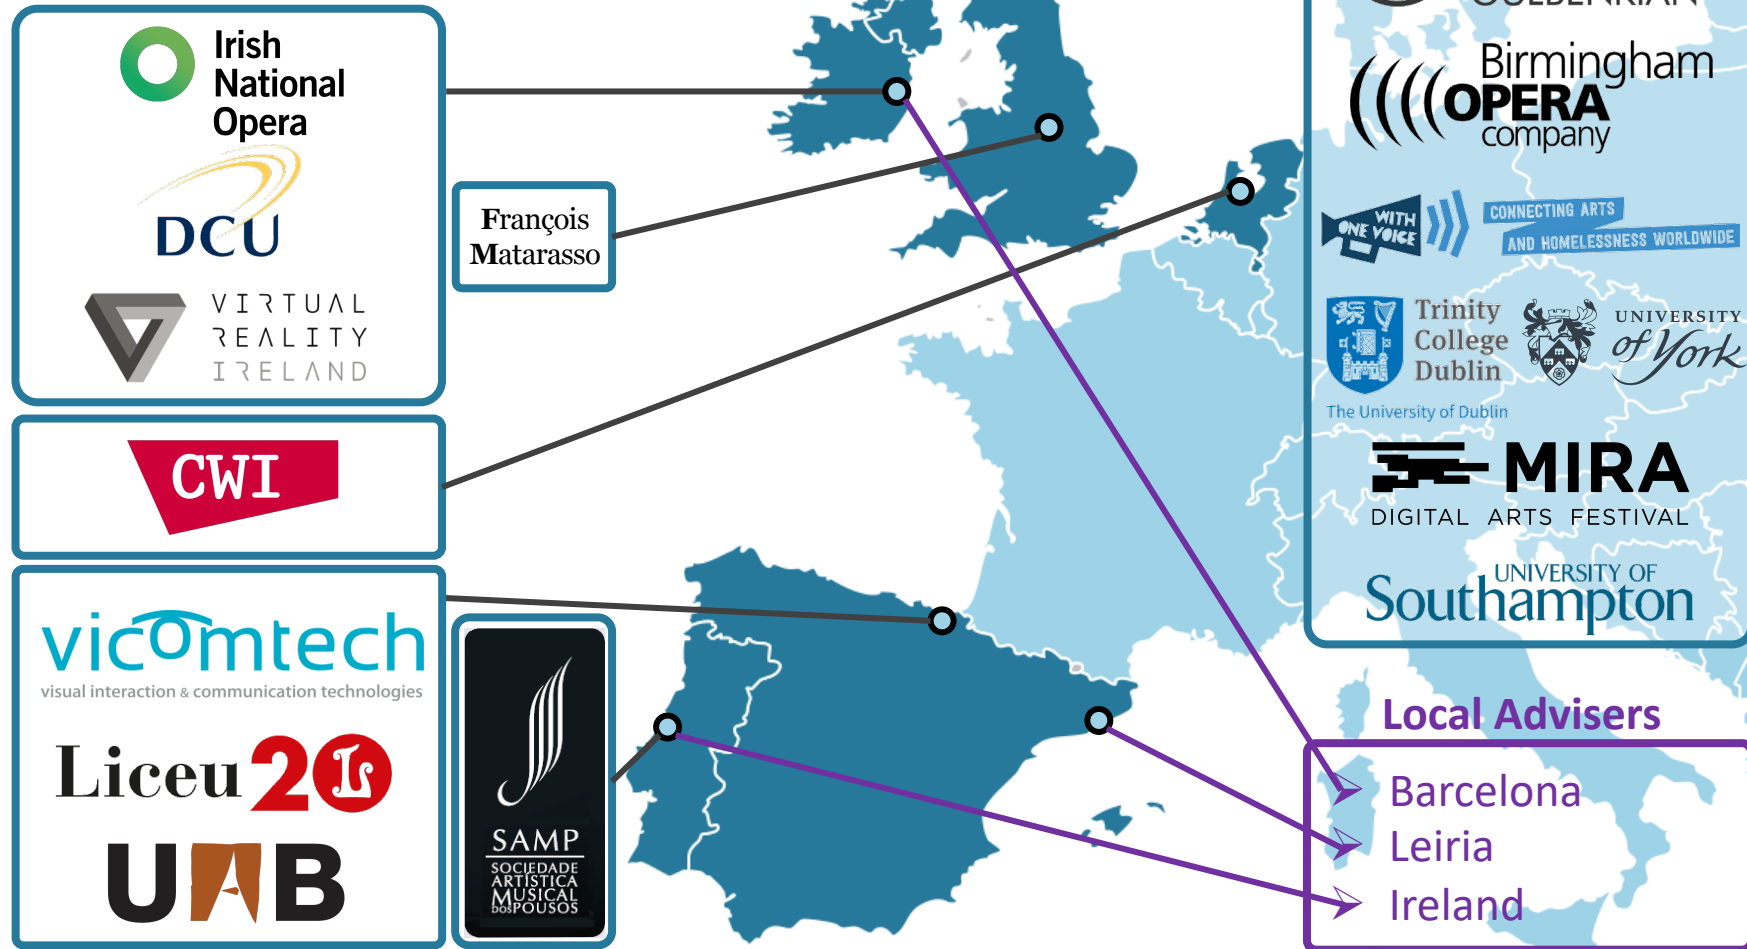 Irish
National
Opera
DCU
VIRTUAL
REALITY
IRELAND
François
Matarasso
CWI
vicomtech
visual interaction & communication technologies
Liceu 20
UAB
SAMP
SOCIEDADE
ARTÍSTICA
MUSICAL
DOS POUSOS
GULBENKIAN
Birmingham
OPERA
company
WITH
ONE VOICE
CONNECTING ARTS
AND HOMELESSNESS WORLDWIDE
Trinity
College
Dublin
The University of Dublin
UNIVERSITY
of York
MIRA
DIGITAL ARTS FESTIVAL
UNIVERSITY OF
Southampton
Local Advisers
Barcelona
Leiria
Ireland